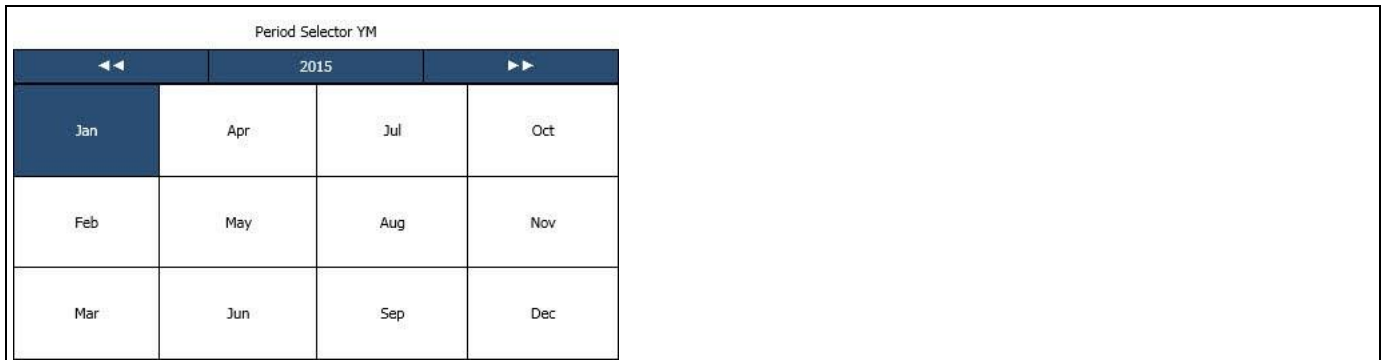 Period Selector YM
◄◄ 2015 ►►
Jan Apr Jul Oct
Feb May Aug Nov
Mar Jun Sep Dec